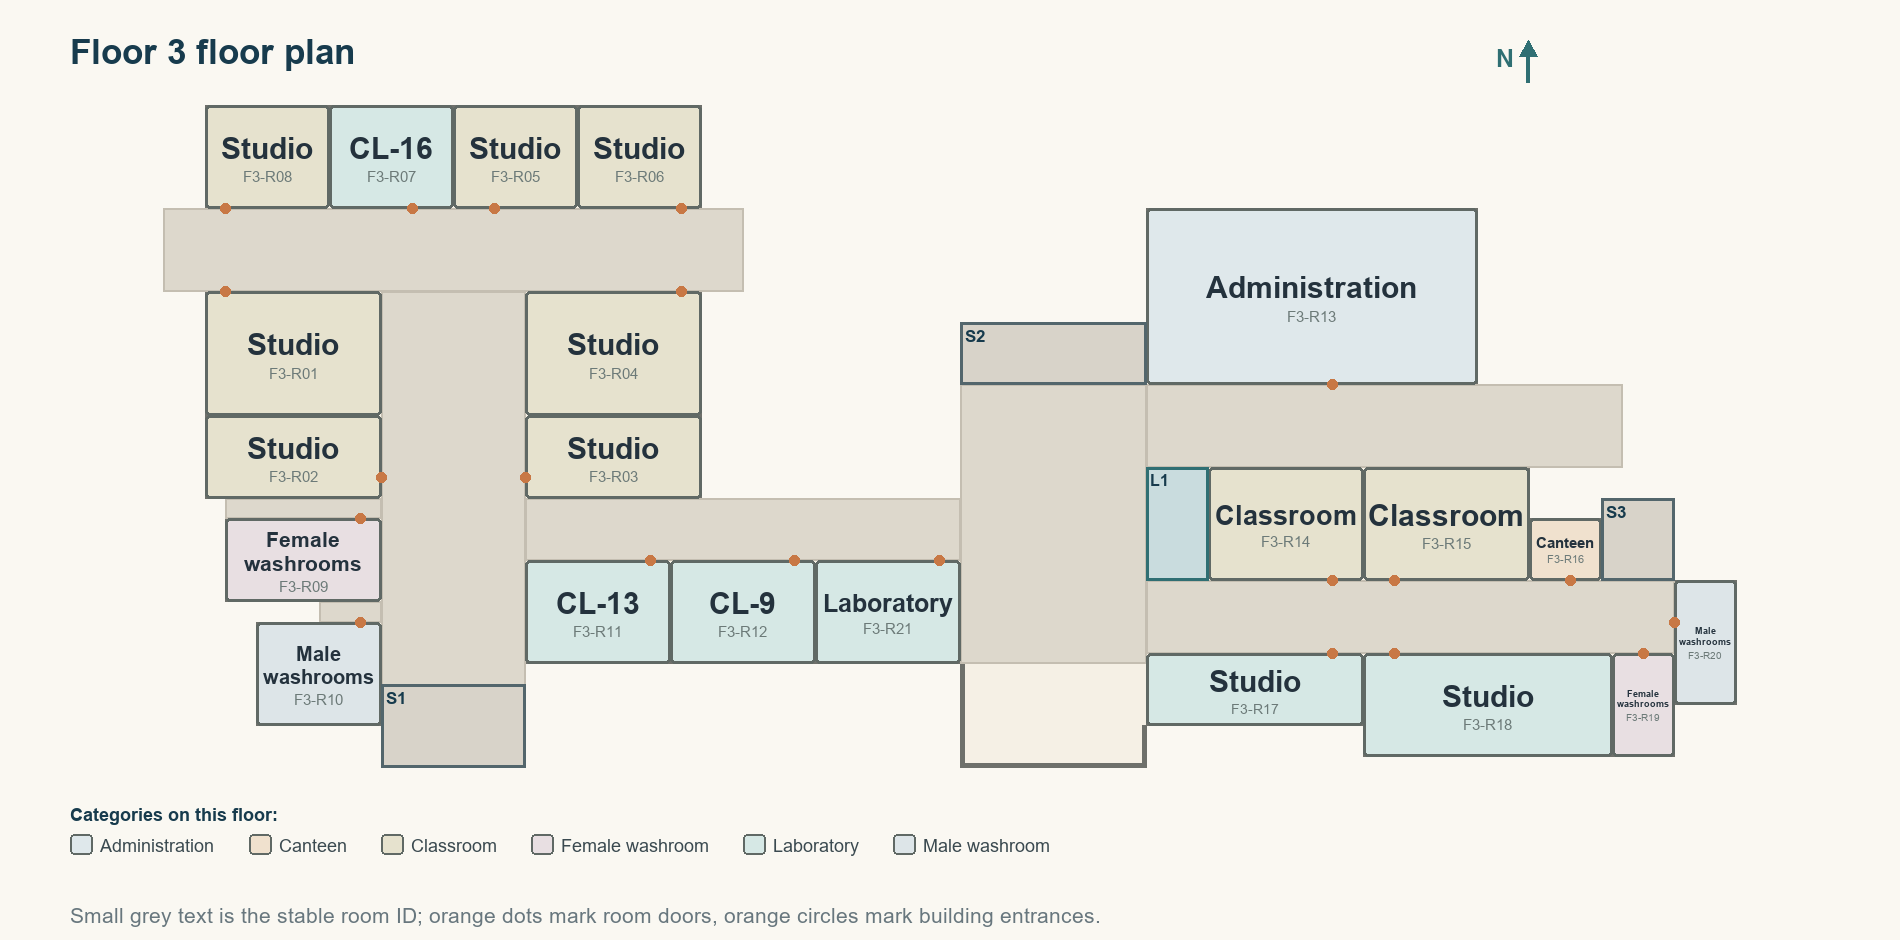 Floor 3 floor plan
N
Studio
F3-R08
CL-16
F3-R07
Studio
F3-R05
Studio
F3-R06
Administration
F3-R13
Studio
F3-R01
Studio
F3-R04
S2
Studio
F3-R02
Studio
F3-R03
L1
Classroom
F3-R14
Classroom
F3-R15
Canteen
F3-R16
S3
Female
washrooms
F3-R09
CL-13
F3-R11
CL-9
F3-R12
Laboratory
F3-R21
Male
washrooms
F3-R10
S1
Studio
F3-R17
Studio
F3-R18
Female
washrooms
F3-R19
Male
washrooms
F3-R20
Categories on this floor:
Administration
Canteen
Classroom
Female washroom
Laboratory
Male washroom
Small grey text is the stable room ID; orange dots mark room doors, orange circles mark building entrances.